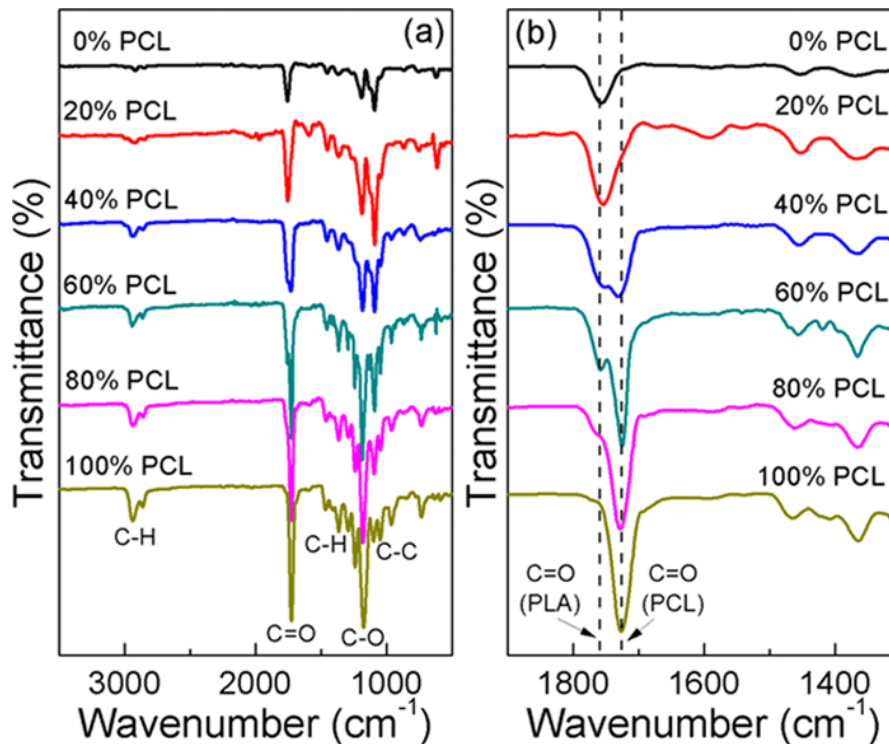 (a)
0% PCL
20% PCL
40% PCL
60% PCL
80% PCL
100% PCL
C-H
C=O
C-H
C-O
C-C
Transmittance (%)
3000 2000 1000
Wavenumber (cm⁻¹)
(b)
0% PCL
20% PCL
40% PCL
60% PCL
80% PCL
100% PCL
C=O
(PLA)
C=O
(PCL)
Transmittance (%)
1800 1600 1400
Wavenumber (cm⁻¹)